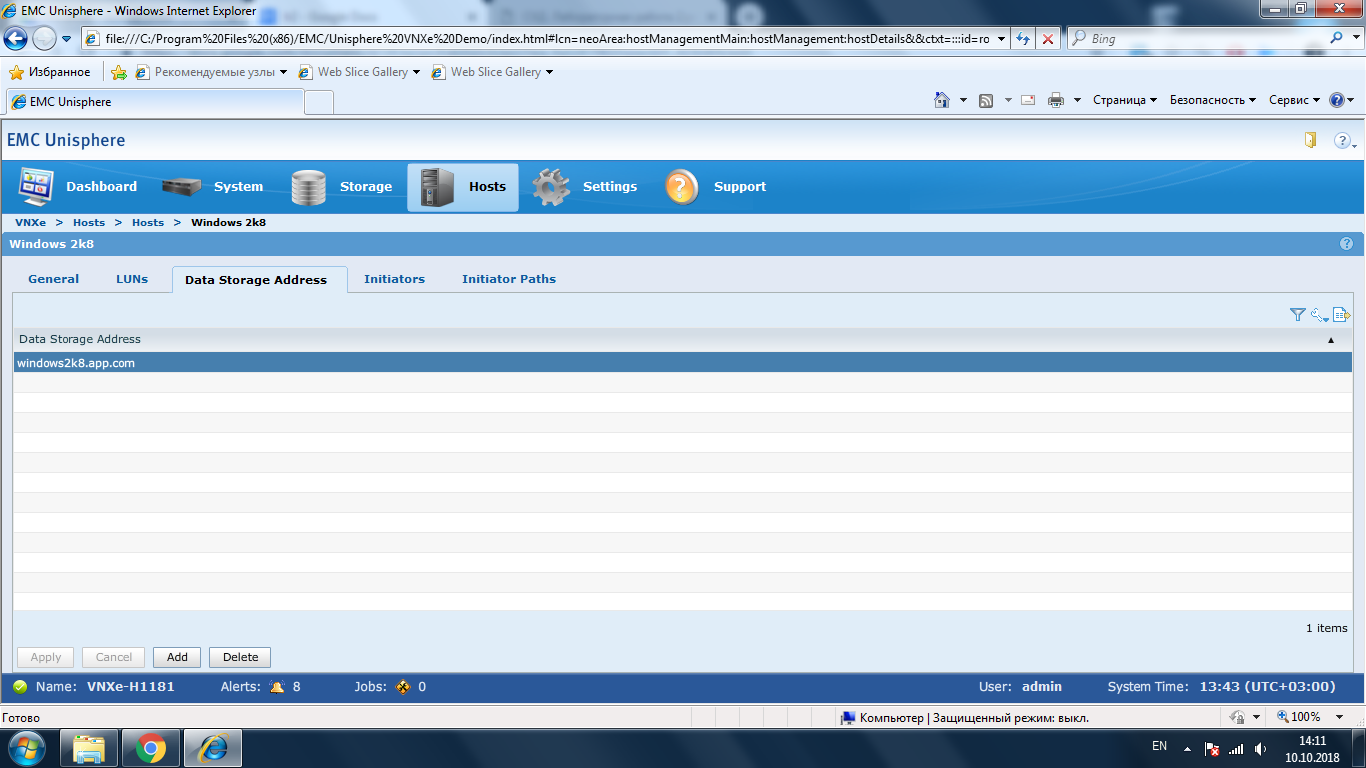 EMC Unisphere - Windows Internet Explorer
file:///C:/Program%20Files%20(x86)/EMC/Unisphere%20VNXe%20Demo/index.html#lcn=neoArea:hostManagementMain:hostManagement:hostDetails&&ctxt=:::id=ro
Bing
Избранное Рекомендуемые узлы Web Slice Gallery Web Slice Gallery
EMC Unisphere Страница Безопасность Сервис
EMC Unisphere
Dashboard System Storage Hosts Settings Support
VNXe > Hosts > Hosts > Windows 2k8
Windows 2k8
General LUNs Data Storage Address Initiators Initiator Paths
Data Storage Address
windows2k8.app.com
1 items
Apply Cancel Add Delete
Name: VNXe-H1181 Alerts: 8 Jobs: 0 User: admin System Time: 13:43 (UTC+03:00)
Готово Компьютер | Защищенный режим: выкл. 100%
EN 14:11
10.10.2018